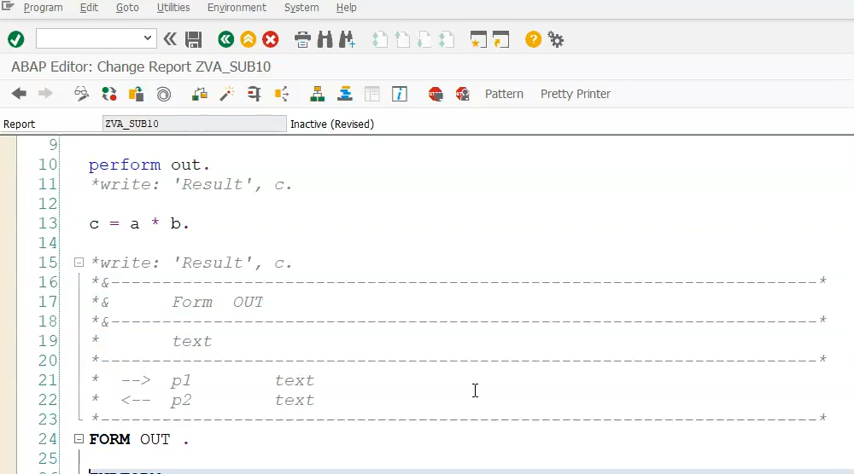 Program Edit Goto Utilities Environment System Help
ABAP Editor: Change Report ZVA_SUB10
Pattern Pretty Printer
Report ZVA_SUB10 Inactive (Revised)
9
10 perform out.
11 *write: 'Result', c.
12
13 c = a * b.
14
15 *write: 'Result', c.
16 *&---------------------------------------------------------------------*
17 *& Form OUT
18 *&---------------------------------------------------------------------*
19 * text
20 *----------------------------------------------------------------------*
21 * --> p1 text
22 * <-- p2 text
23 *----------------------------------------------------------------------*
24 FORM OUT .
25